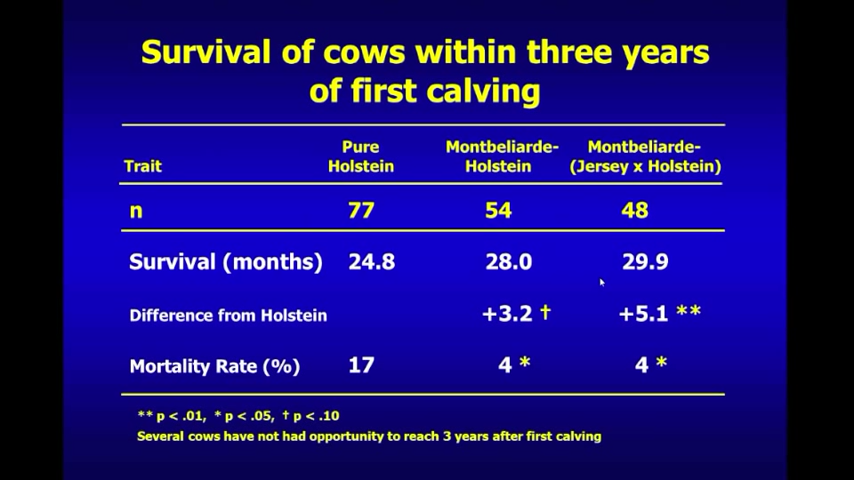 Survival of cows within three years
of first calving
Trait Pure Holstein Montbeliarde-Holstein Montbeliarde-(Jersey x Holstein)
n 77 54 48
Survival (months) 24.8 28.0 29.9
Difference from Holstein +3.2 † +5.1 **
Mortality Rate (%) 17 4 * 4 *
** p < .01, * p < .05, † p < .10
Several cows have not had opportunity to reach 3 years after first calving